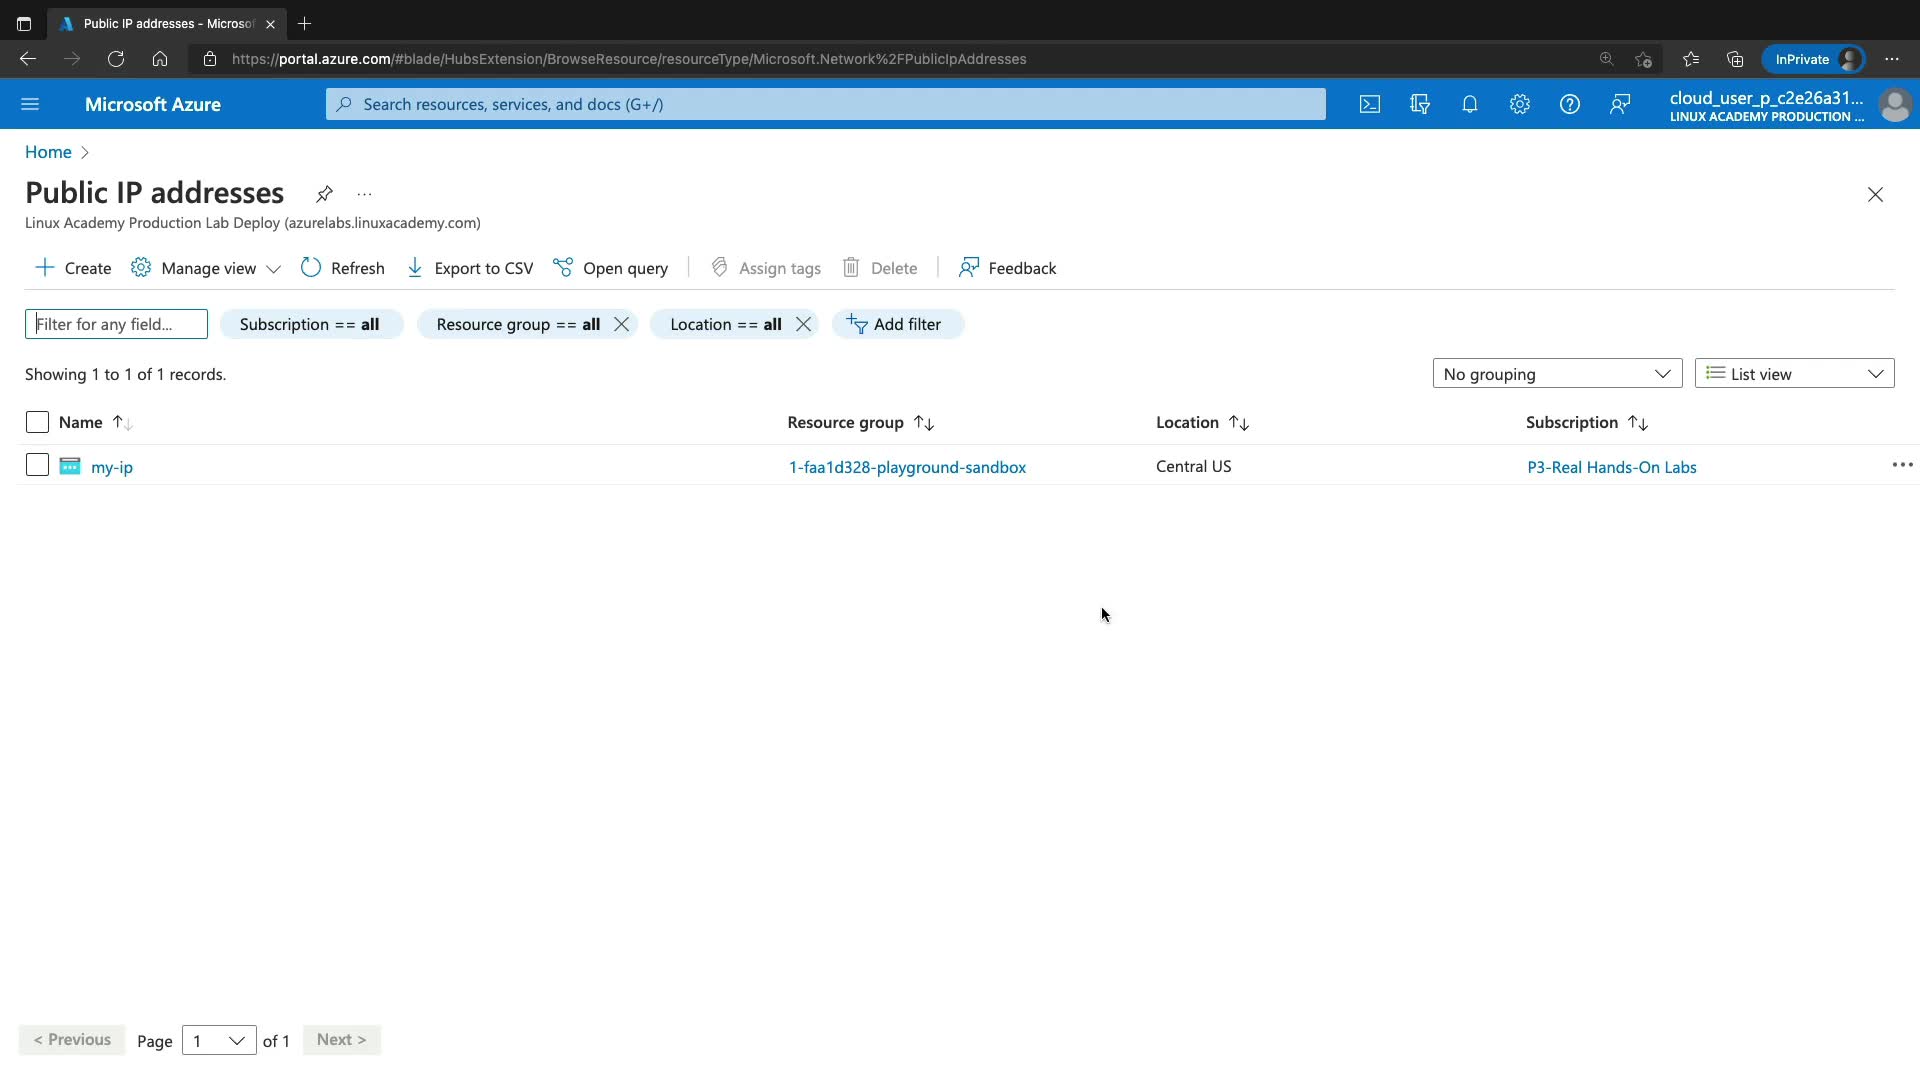 Public IP addresses - Microsof
https://portal.azure.com/#blade/HubsExtension/BrowseResource/resourceType/Microsoft.Network%2FPublicIpAddresses
InPrivate
Microsoft Azure
Search resources, services, and docs (G+/)
cloud_user_p_c2e26a31...
LINUX ACADEMY PRODUCTION ...
Home
Public IP addresses
Linux Academy Production Lab Deploy (azurelabs.linuxacademy.com)
Create Manage view Refresh Export to CSV Open query Assign tags Delete Feedback
Filter for any field... Subscription == all Resource group == all Location == all Add filter
Showing 1 to 1 of 1 records. No grouping List view
Name Resource group Location Subscription
my-ip 1-faa1d328-playground-sandbox Central US P3-Real Hands-On Labs
< Previous Page 1 of 1 Next >